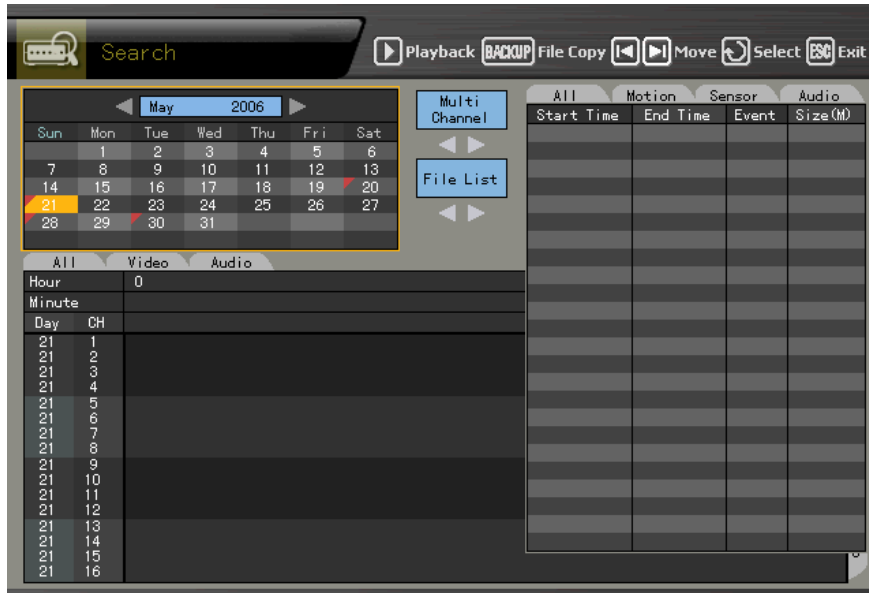 Search
Playback BACKUP File Copy Move Select ESC Exit
May 2006
Sun Mon Tue Wed Thu Fri Sat
1 2 3 4 5 6
7 8 9 10 11 12 13
14 15 16 17 18 19 20
21 22 23 24 25 26 27
28 29 30 31
Multi
Channel
File List
All Motion Sensor Audio
Start Time End Time Event Size(M)
All Video Audio
Hour 0
Minute
Day CH
21 1
21 2
21 3
21 4
21 5
21 6
21 7
21 8
21 9
21 10
21 11
21 12
21 13
21 14
21 15
21 16